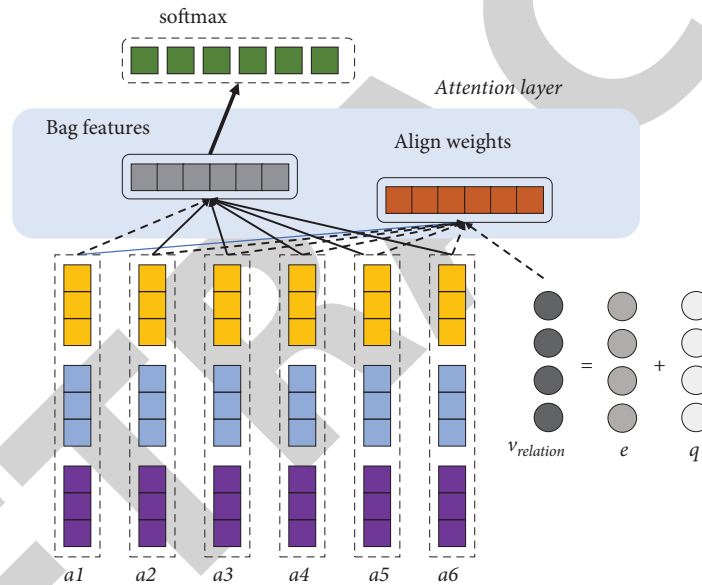 softmax
Attention layer
Bag features
Align weights
= +
v_relation e q
a1 a2 a3 a4 a5 a6